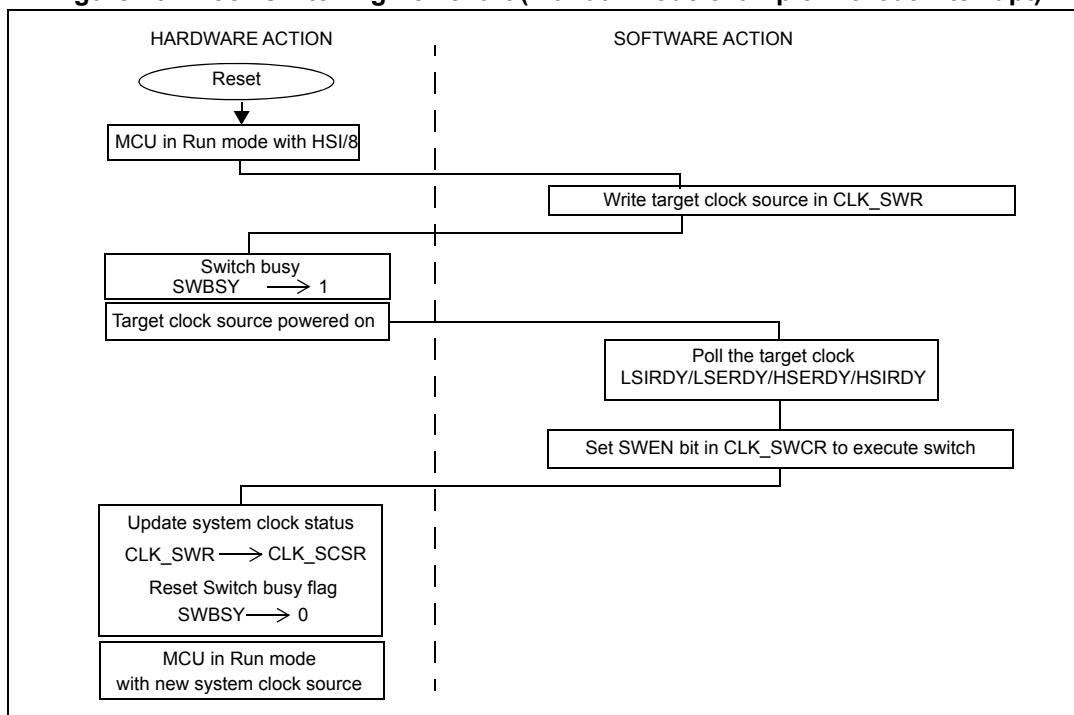 HARDWARE ACTION
SOFTWARE ACTION
Reset
MCU in Run mode with HSI/8
Write target clock source in CLK_SWR
Switch busy
SWBSY → 1
Target clock source powered on
Poll the target clock
LSIRDY/LSERDY/HSERDY/HSIRDY
Set SWEN bit in CLK_SWCR to execute switch
Update system clock status
CLK_SWR → CLK_SCSR
Reset Switch busy flag
SWBSY → 0
MCU in Run mode
with new system clock source